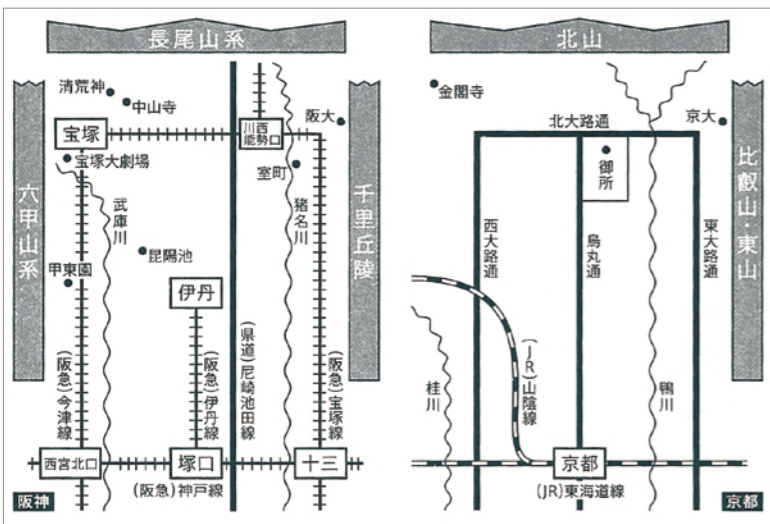 長尾山系
清荒神
中山寺
宝塚
川西
能勢口
阪大
宝塚大劇場
室町
六甲山系
武庫川
猪名川
千里丘陵
昆陽池
甲東園
伊丹
(阪急)今津線
(阪急)伊丹線
(県道)尼崎池田線
(阪急)宝塚線
西宮北口
塚口
十三
(阪急)神戸線
阪神
北山
金閣寺
北大路通
京大
御所
比叡山・東山
西大路通
烏丸通
東大路通
桂川
(JR)山陰線
鴨川
京都
(JR)東海道線
京都